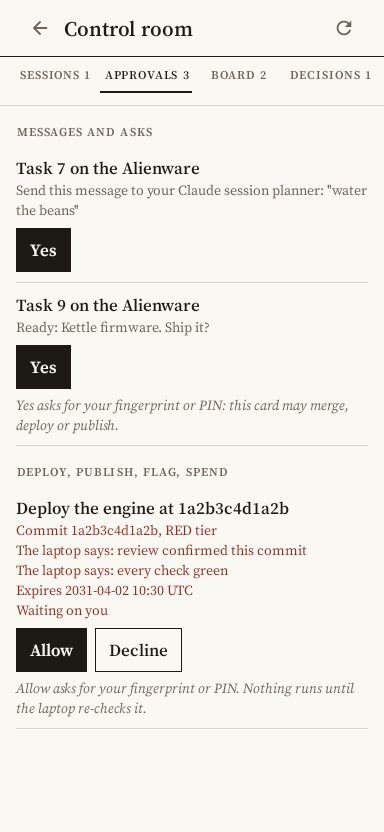 Control room
SESSIONS 1 APPROVALS 3 BOARD 2 DECISIONS 1
MESSAGES AND ASKS
Task 7 on the Alienware
Send this message to your Claude session planner: "water
the beans"
Yes
Task 9 on the Alienware
Ready: Kettle firmware. Ship it?
Yes
Yes asks for your fingerprint or PIN: this card may merge,
deploy or publish.
DEPLOY, PUBLISH, FLAG, SPEND
Deploy the engine at 1a2b3c4d1a2b
Commit 1a2b3c4d1a2b, RED tier
The laptop says: review confirmed this commit
The laptop says: every check green
Expires 2031-04-02 10:30 UTC
Waiting on you
Allow Decline
Allow asks for your fingerprint or PIN. Nothing runs until
the laptop re-checks it.